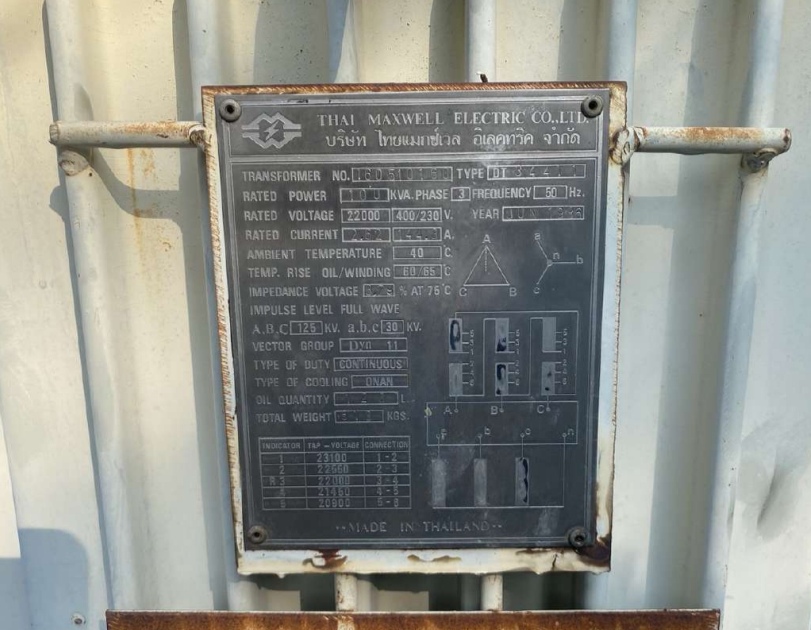 THAI MAXWELL ELECTRIC CO.,LTD.
บริษัท ไทยแมกซ์เวล อิเลคทริค จำกัด
TRANSFORMER NO. TYPE DT
RATED POWER 100 KVA. PHASE 3 FREQUENCY 50 Hz.
RATED VOLTAGE 22000 400/230 V. YEAR
RATED CURRENT A.
AMBIENT TEMPERATURE 40 C
TEMP. RISE OIL/WINDING 60/65 °C
IMPEDANCE VOLTAGE % AT 75°C
IMPULSE LEVEL FULL WAVE
A,B,C 125 KV. a,b,c 30 KV.
VECTOR GROUP Dyn 11
TYPE OF DUTY CONTINUOUS
TYPE OF COOLING ONAN
OIL QUANTITY L
TOTAL WEIGHT KGS.
INDICATOR TAP-VOLTAGE CONNECTION
1 23100 1-2
2 22550 2-3
3 22000 3-4
4 21450 4-5
5 20900 5-6
A
C B
a
n b
c
A B C
b c n
--MADE IN THAILAND--